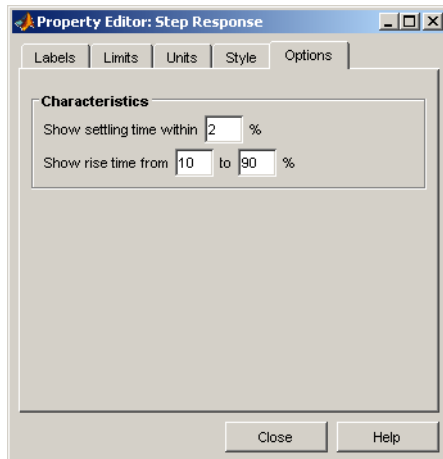 Property Editor: Step Response
Labels Limits Units Style Options
Characteristics
Show settling time within 2 %
Show rise time from 10 to 90 %
Close Help